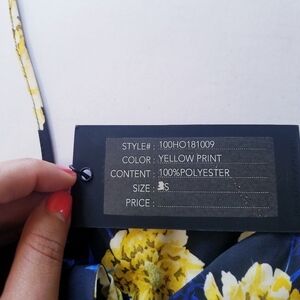 STYLE# : 100HO181009
COLOR : YELLOW PRINT
CONTENT : 100%POLYESTER
SIZE : S
PRICE :